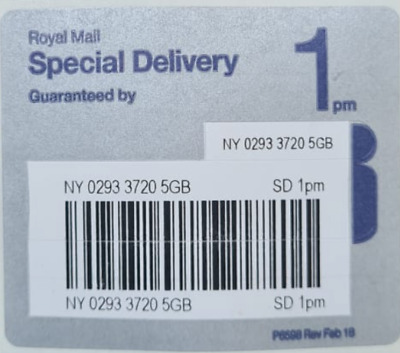 Royal Mail
Special Delivery
Guaranteed by
1pm
NY 0293 3720 5GB
NY 0293 3720 5GB SD 1pm
NY 0293 3720 5GB SD 1pm
P6598 Rev Feb 18